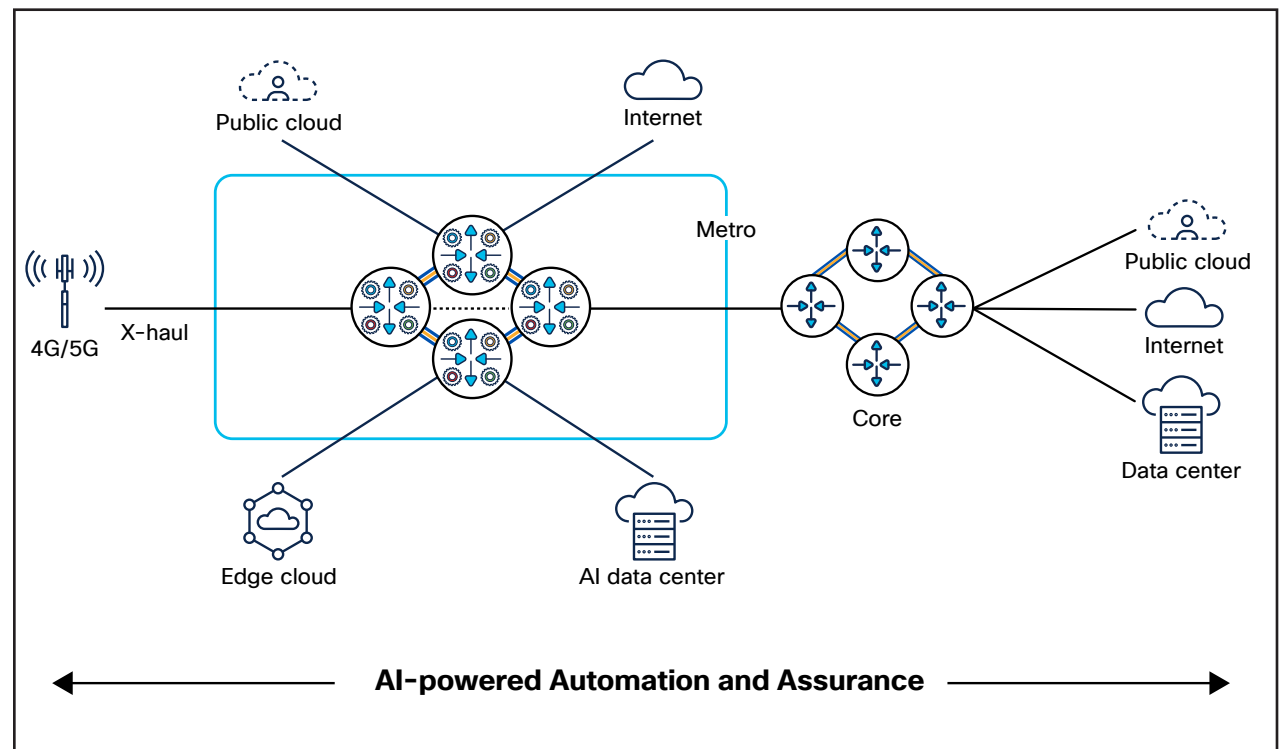 Public cloud
Internet
Metro
4G/5G
X-haul
Public cloud
Internet
Core
Data center
Edge cloud
AI data center
AI-powered Automation and Assurance